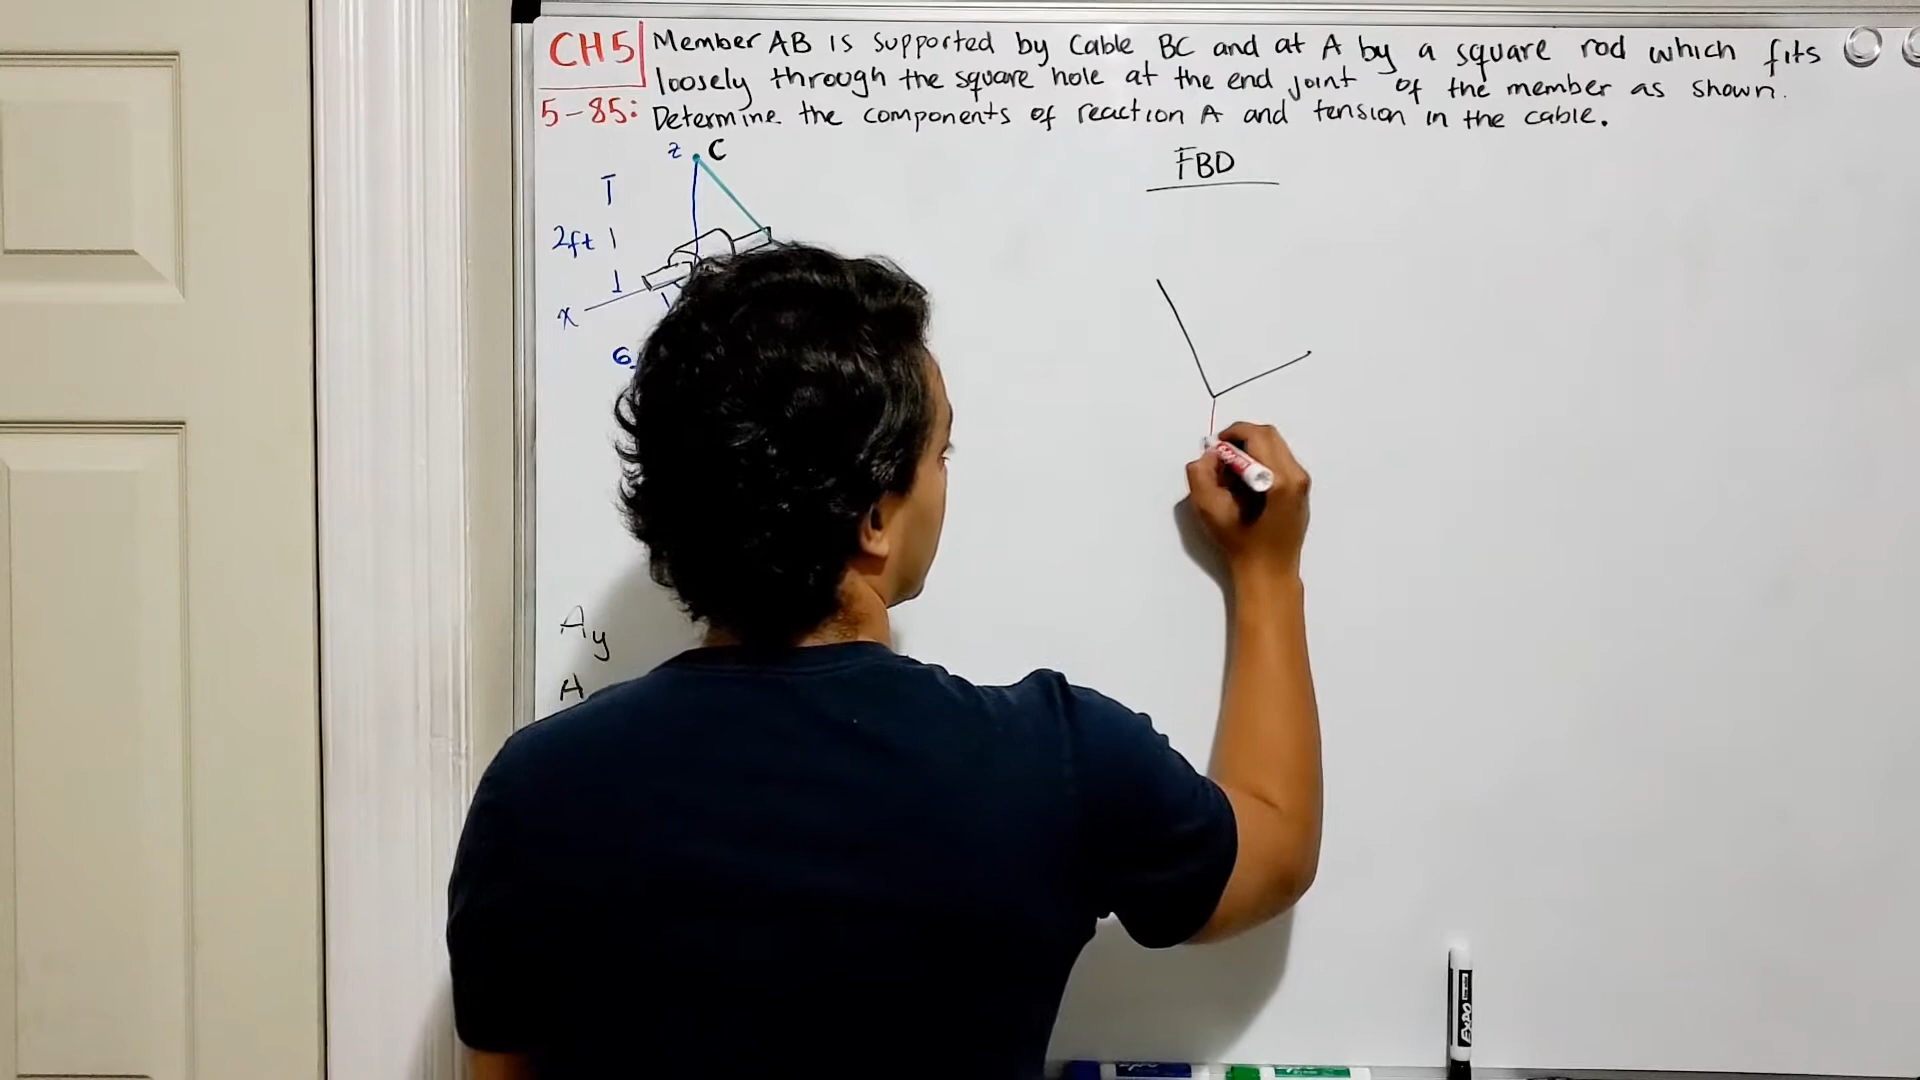 CH5 Member AB is supported by Cable BC and at A by a square rod which fits
loosely through the square hole at the end joint of the member as shown.
5-85: Determine the components of reaction A and tension in the cable.
z C
FBD
2ft
x
6
Ay
A
EXPO